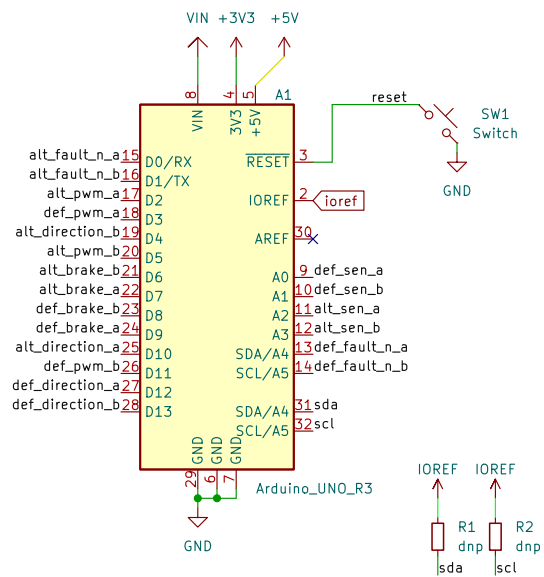 VIN +3V3 +5V
8 4 5 A1
VIN 3V3 +5V
reset
SW1
Switch
GND
alt_fault_n_a 15 D0/RX RESET 3
alt_fault_n_b 16 D1/TX
alt_pwm_a 17 D2 IOREF 2 ioref
def_pwm_a 18 D3
alt_direction_b 19 D4 AREF 30
alt_pwm_b 20 D5
alt_brake_b 21 D6 A0 9 def_sen_a
alt_brake_a 22 D7 A1 10 def_sen_b
def_brake_b 23 D8 A2 11 alt_sen_a
def_brake_a 24 D9 A3 12 alt_sen_b
alt_direction_a 25 D10 SDA/A4 13 def_fault_n_a
def_pwm_b 26 D11 SCL/A5 14 def_fault_n_b
def_direction_a 27 D12
def_direction_b 28 D13 SDA/A4 31 sda
SCL/A5 32 scl
GND GND GND
29 6 7 Arduino_UNO_R3
GND
IOREF IOREF
R1 R2
dnp dnp
sda scl